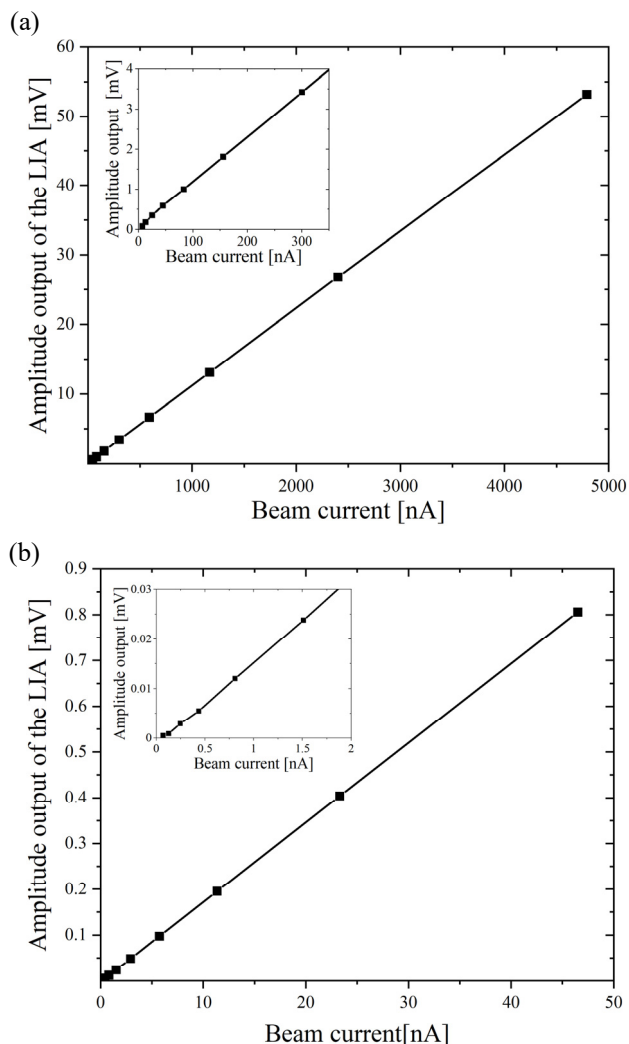 (a)
Amplitude output of the LIA [mV]
60
50
40
30
20
10
1000 2000 3000 4000 5000
Beam current [nA]
Amplitude output [mV]
4
3
2
1
0
0 100 200 300
Beam current [nA]
(b)
Amplitude output of the LIA [mV]
0.9
0.8
0.7
0.6
0.5
0.4
0.3
0.2
0.1
0 10 20 30 40 50
Beam current[nA]
Amplitude output [mV]
0.03
0.02
0.01
0.00
0 0.5 1 1.5 2
Beam current [nA]